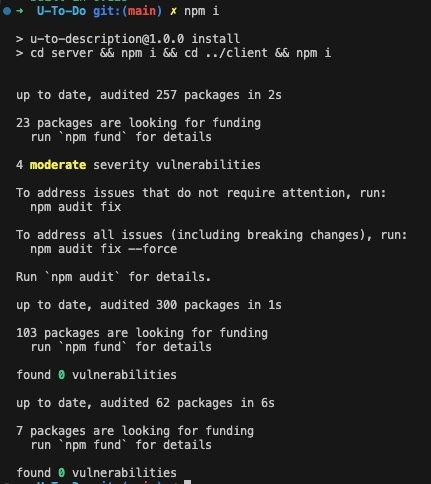 → U-To-Do git:(main) ✗ npm i
> u-to-description@1.0.0 install
> cd server && npm i && cd ../client && npm i
up to date, audited 257 packages in 2s
23 packages are looking for funding
run `npm fund` for details
4 moderate severity vulnerabilities
To address issues that do not require attention, run:
npm audit fix
To address all issues (including breaking changes), run:
npm audit fix --force
Run `npm audit` for details.
up to date, audited 300 packages in 1s
103 packages are looking for funding
run `npm fund` for details
found 0 vulnerabilities
up to date, audited 62 packages in 6s
7 packages are looking for funding
run `npm fund` for details
found 0 vulnerabilities